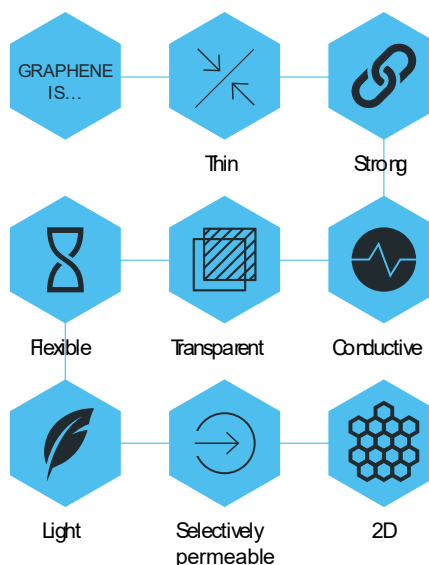 GRAPHENE
IS...
Thin
Strong
Flexible
Transparent
Conductive
Light
Selectively
permeable
2D